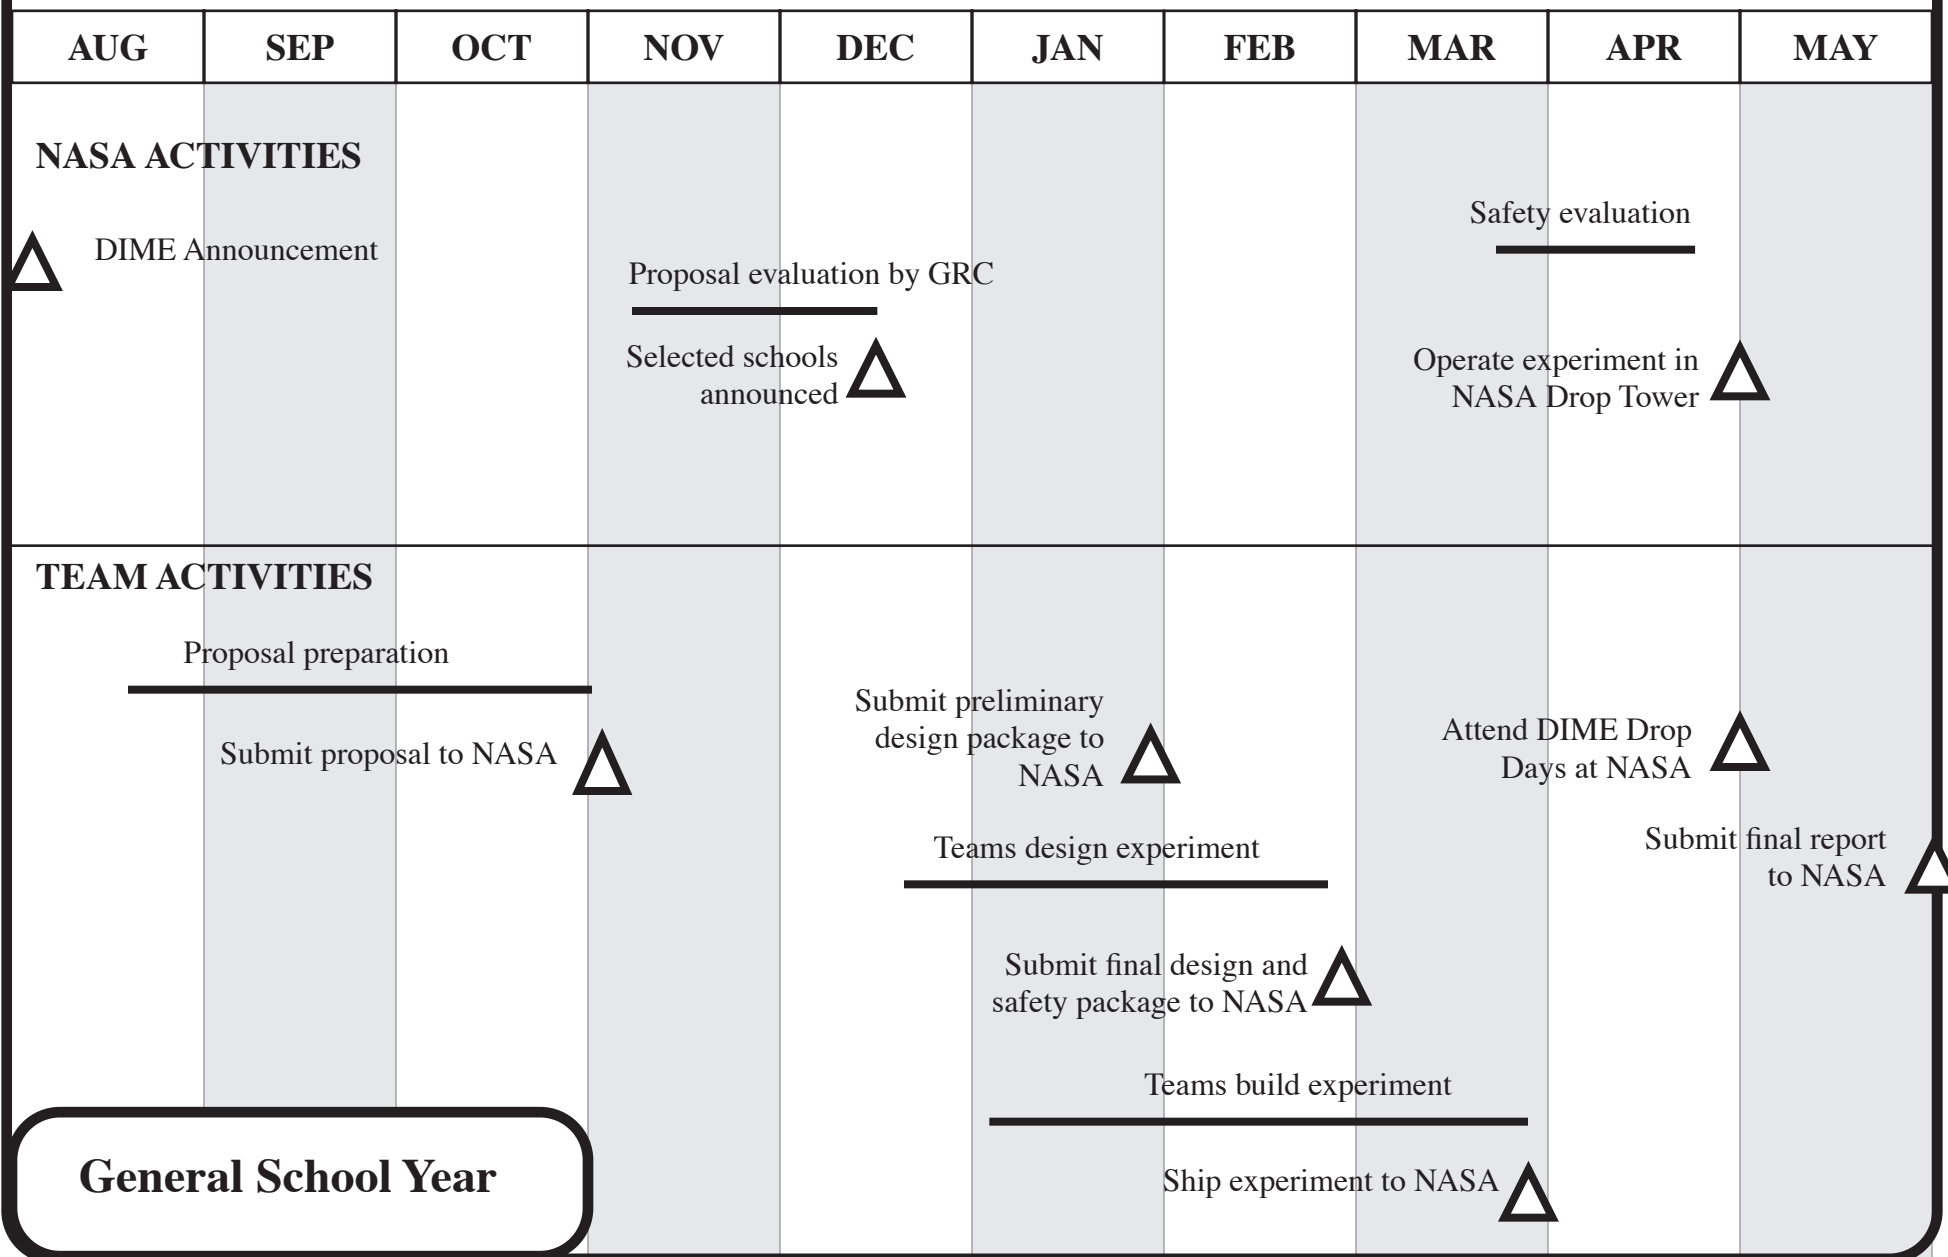 AUG SEP OCT NOV DEC JAN FEB MAR APR MAY
NASA ACTIVITIES
Safety evaluation
DIME Announcement
Proposal evaluation by GRC
Selected schools
announced
Operate experiment in
NASA Drop Tower
TEAM ACTIVITIES
Proposal preparation
Submit proposal to NASA
Submit preliminary
design package to
NASA
Attend DIME Drop
Days at NASA
Teams design experiment
Submit final report
to NASA
Submit final design and
safety package to NASA
Teams build experiment
Ship experiment to NASA
General School Year